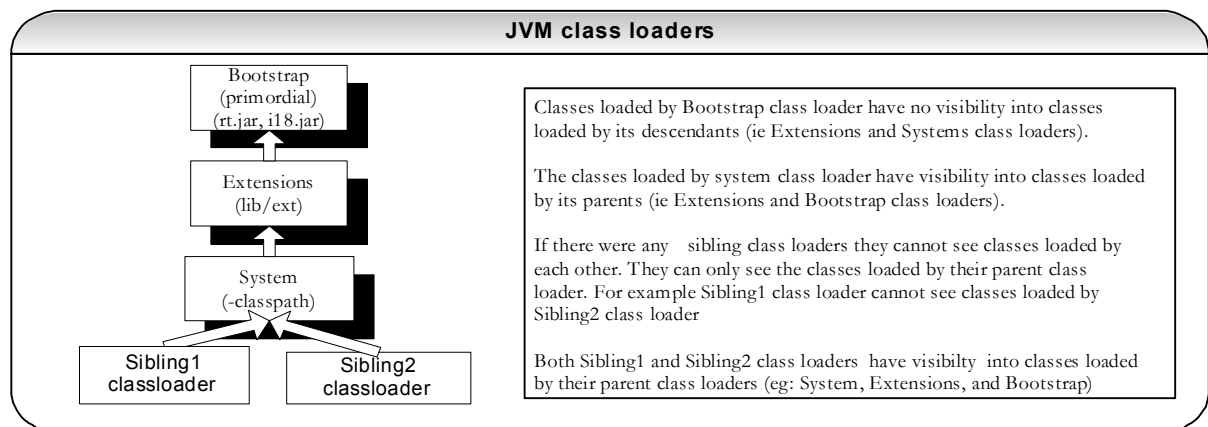 JVM class loaders
Bootstrap
(primordial)
(rt.jar, i18.jar)
Extensions
(lib/ext)
System
(-classpath)
Sibling1
classloader
Sibling2
classloader
Classes loaded by Bootstrap class loader have no visibility into classes
loaded by its descendants (ie Extensions and Systems class loaders).
The classes loaded by system class loader have visibility into classes loaded
by its parents (ie Extensions and Bootstrap class loaders).
If there were any sibling class loaders they cannot see classes loaded by
each other. They can only see the classes loaded by their parent class
loader. For example Sibling1 class loader cannot see classes loaded by
Sibling2 class loader
Both Sibling1 and Sibling2 class loaders have visibilty into classes loaded
by their parent class loaders (eg: System, Extensions, and Bootstrap)